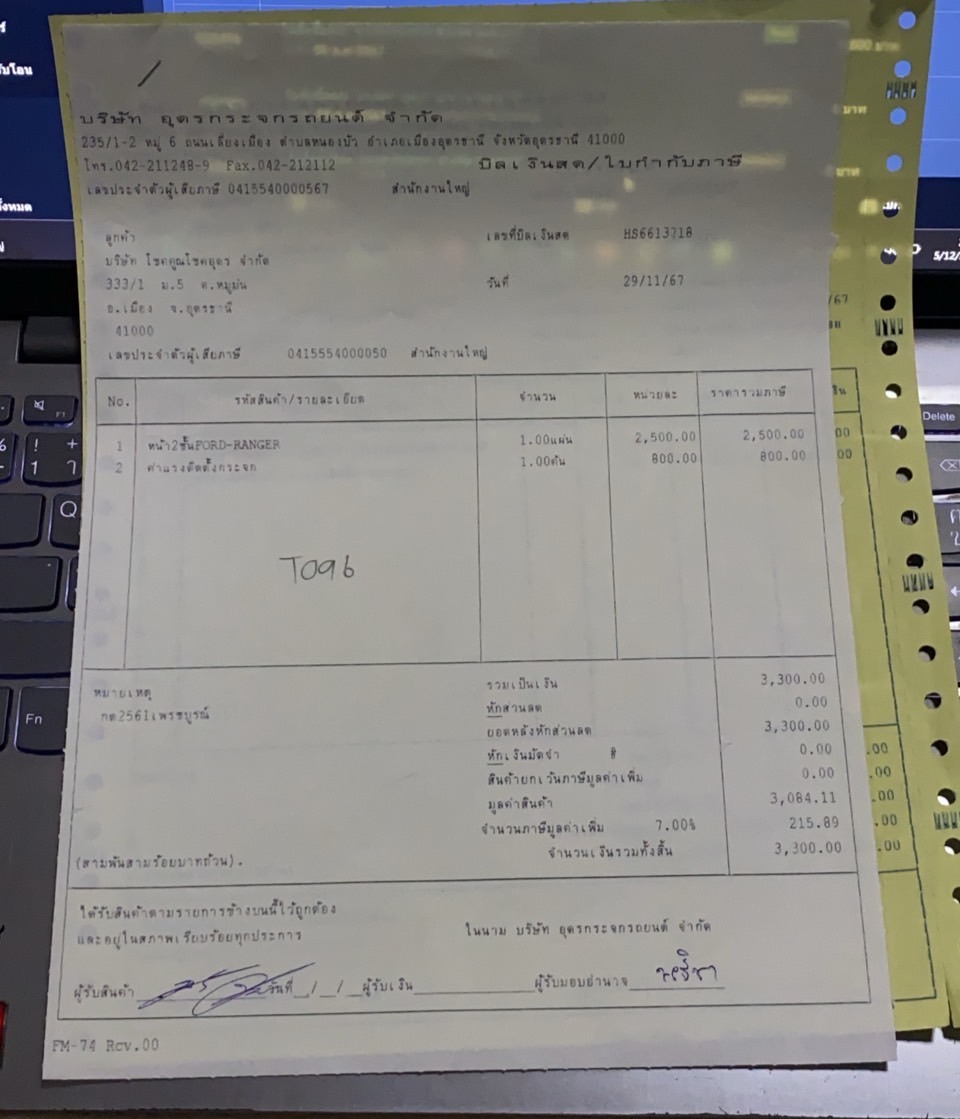 บริษัท อุดรกระจกรถยนต์ จำกัด
235/1-2 หมู่ 6 ถนนเลี่ยงเมือง ตำบลหนองบัว อำเภอเมืองอุดรธานี จังหวัดอุดรธานี 41000
โทร.042-211248-9 Fax.042-212112 บิลเงินสด/ใบกำกับภาษี
เลขประจำตัวผู้เสียภาษี 0415540000567 สำนักงานใหญ่
ลูกค้า เลขที่บิลเงินสด HS6613718
บริษัท โชคคูณโชคอุดร จำกัด
333/1 ม.5 ต.หมูม่น วันที่ 29/11/67
อ.เมือง จ.อุดรธานี
41000
เลขประจำตัวผู้เสียภาษี 0415554000050 สำนักงานใหญ่
No. รหัสสินค้า/รายละเอียด จำนวน หน่วยละ ราคารวมภาษี
1 หน้า2ชั้นFORD-RANGER 1.00แผ่น 2,500.00 2,500.00
2 ค่าแรงติดตั้งกระจก 1.00คัน 800.00 800.00
T096
รวมเป็นเงิน 3,300.00
หมายเหตุ
กต2561เพรชบูรณ์
หักส่วนลด 0.00
ยอดหลังหักส่วนลด 3,300.00
หักเงินมัดจำ # 0.00
สินค้ายกเว้นภาษีมูลค่าเพิ่ม 0.00
มูลค่าสินค้า 3,084.11
จำนวนภาษีมูลค่าเพิ่ม 7.00% 215.89
(สามพันสามร้อยบาทถ้วน). จำนวนเงินรวมทั้งสิ้น 3,300.00
ได้รับสินค้าตามรายการข้างบนนี้ไว้ถูกต้อง
และอยู่ในสภาพเรียบร้อยทุกประการ ในนาม บริษัท อุดรกระจกรถยนต์ จำกัด
ผู้รับสินค้า วันที่ _/_/_ ผู้รับเงิน ผู้รับมอบอำนาจ
FM-74 Rev.00
Delete
Fn
Q